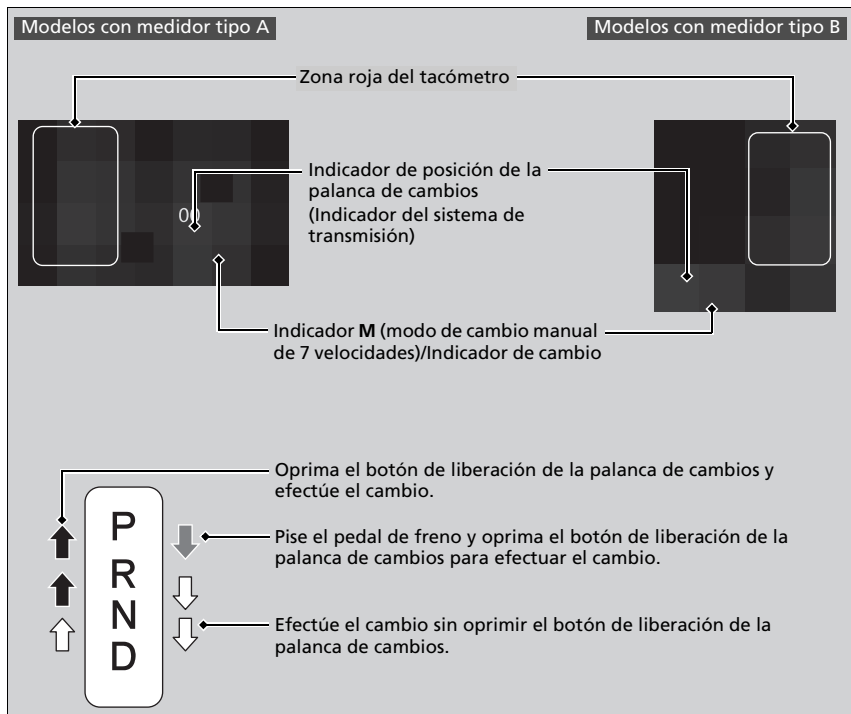 Modelos con medidor tipo A
Modelos con medidor tipo B
Zona roja del tacómetro
Indicador de posición de la
palanca de cambios
(Indicador del sistema de
transmisión)
00
Indicador M (modo de cambio manual
de 7 velocidades)/Indicador de cambio
Oprima el botón de liberación de la palanca de cambios y
efectúe el cambio.
Pise el pedal de freno y oprima el botón de liberación de la
palanca de cambios para efectuar el cambio.
Efectúe el cambio sin oprimir el botón de liberación de la
palanca de cambios.
P
R
N
D